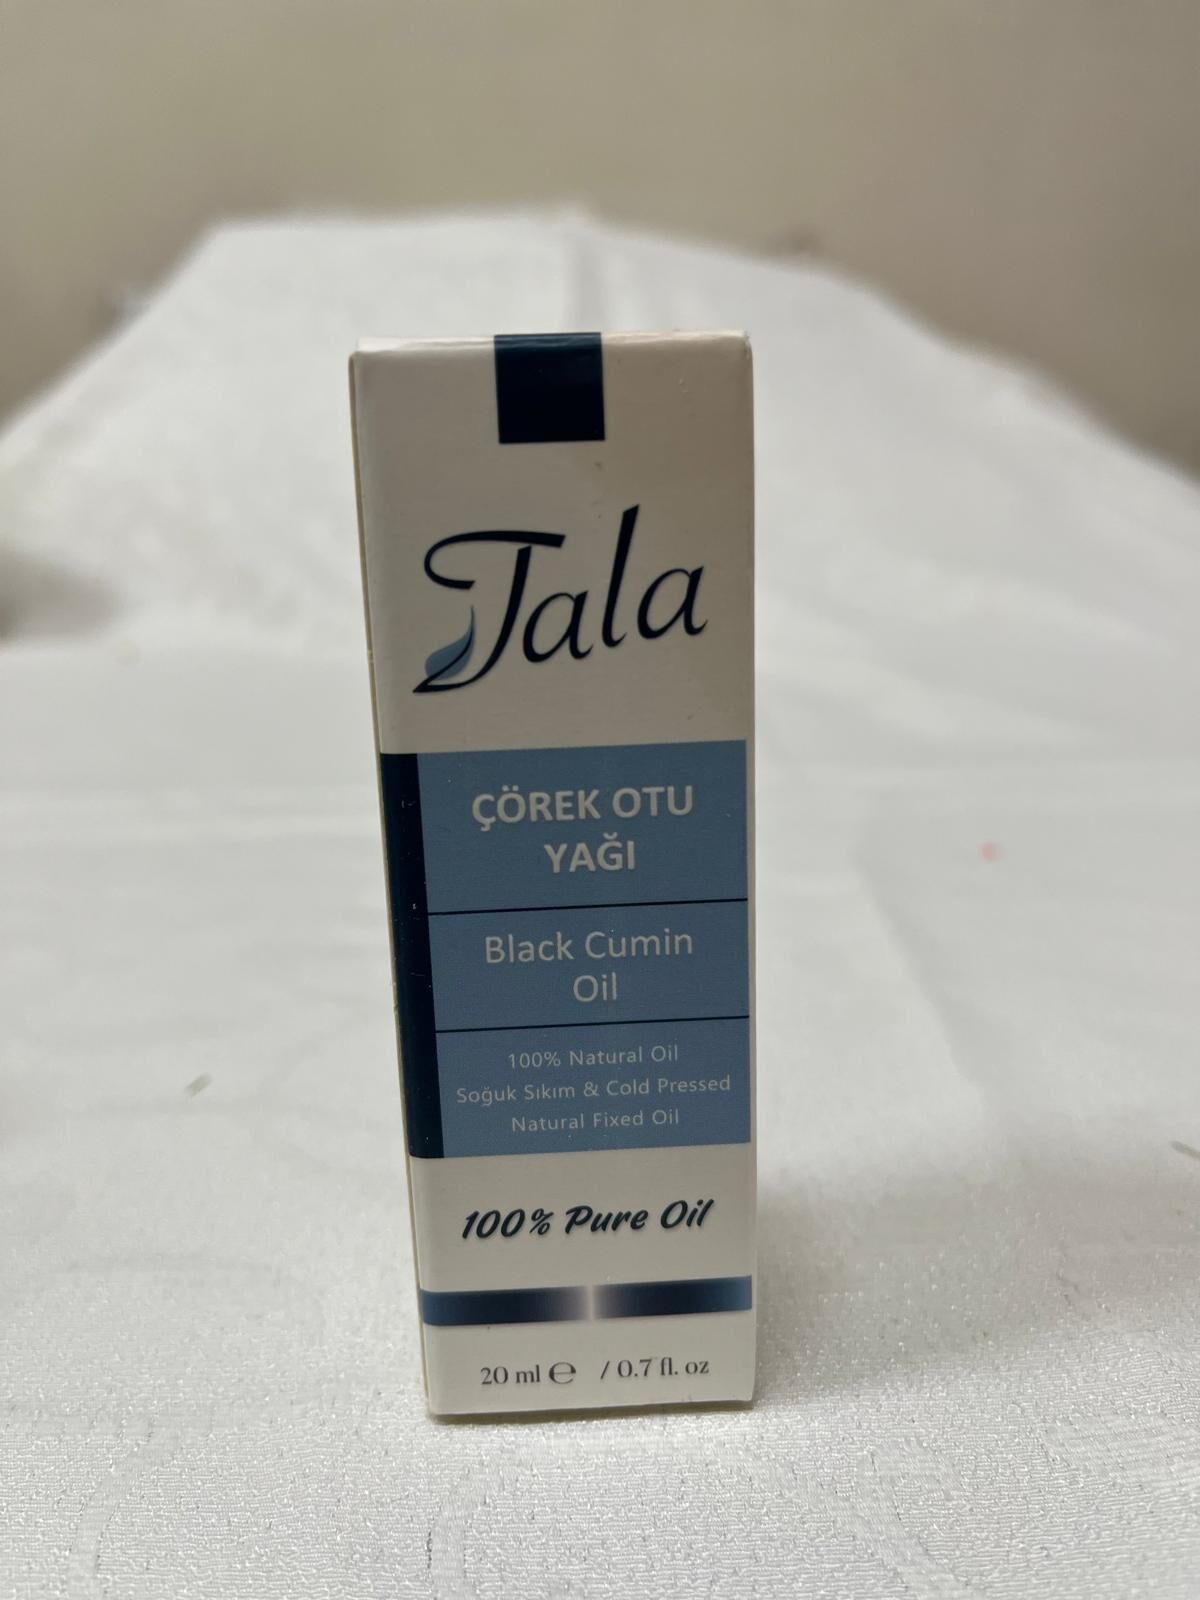 Tala
ÇÖREK OTU
YAĞI
Black Cumin
Oil
100% Natural Oil
Soğuk Sıkım & Cold Pressed
Natural Fixed Oil
100% Pure Oil
20 ml ℮ / 0.7 fl. oz